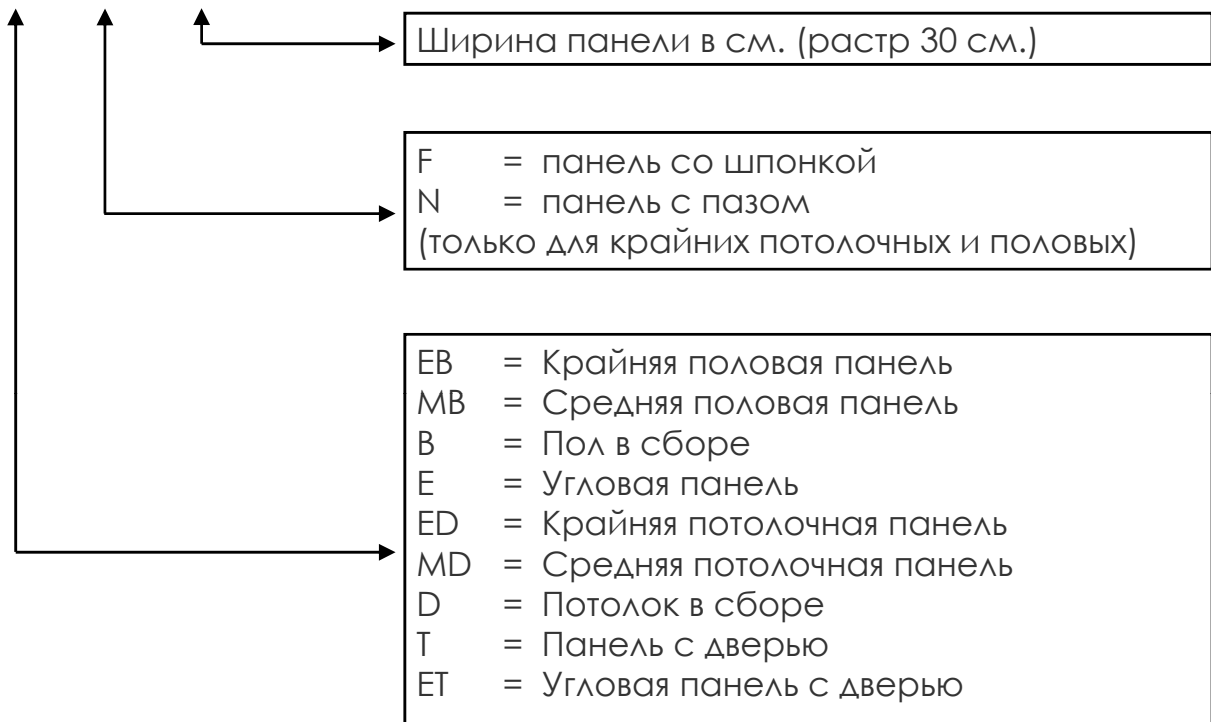 Ширина панели в см. (растр 30 см.)
F = панель со шпонкой
N = панель с пазом
(только для крайних потолочных и половых)
EB = Крайняя половая панель
MB = Средняя половая панель
B = Пол в сборе
E = Угловая панель
ED = Крайняя потолочная панель
MD = Средняя потолочная панель
D = Потолок в сборе
T = Панель с дверью
ET = Угловая панель с дверью